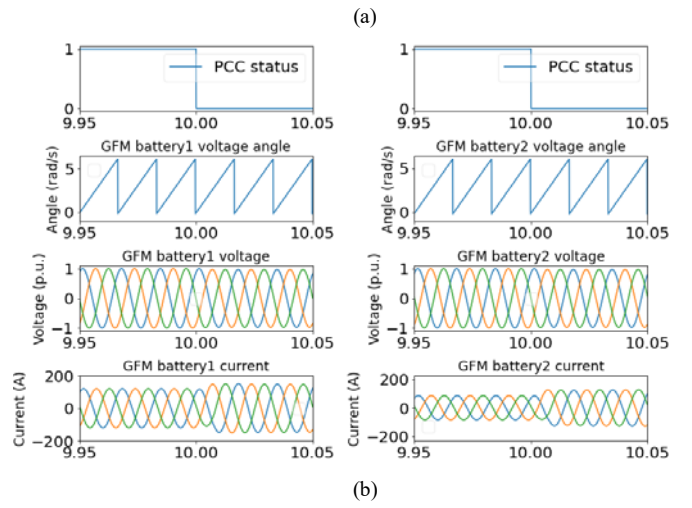 (a)
1
0
PCC status
9.95 10.00 10.05
1
0
PCC status
9.95 10.00 10.05
GFM battery1 voltage angle
Angle (rad/s)
5
0
9.95 10.00 10.05
GFM battery2 voltage angle
Angle (rad/s)
5
0
9.95 10.00 10.05
GFM battery1 voltage
Voltage (p.u.)
1
0
−1
9.95 10.00 10.05
GFM battery2 voltage
Voltage (p.u.)
1
0
−1
9.95 10.00 10.05
GFM battery1 current
Current (A)
200
0
−200
9.95 10.00 10.05
GFM battery2 current
Current (A)
200
0
−200
9.95 10.00 10.05
(b)